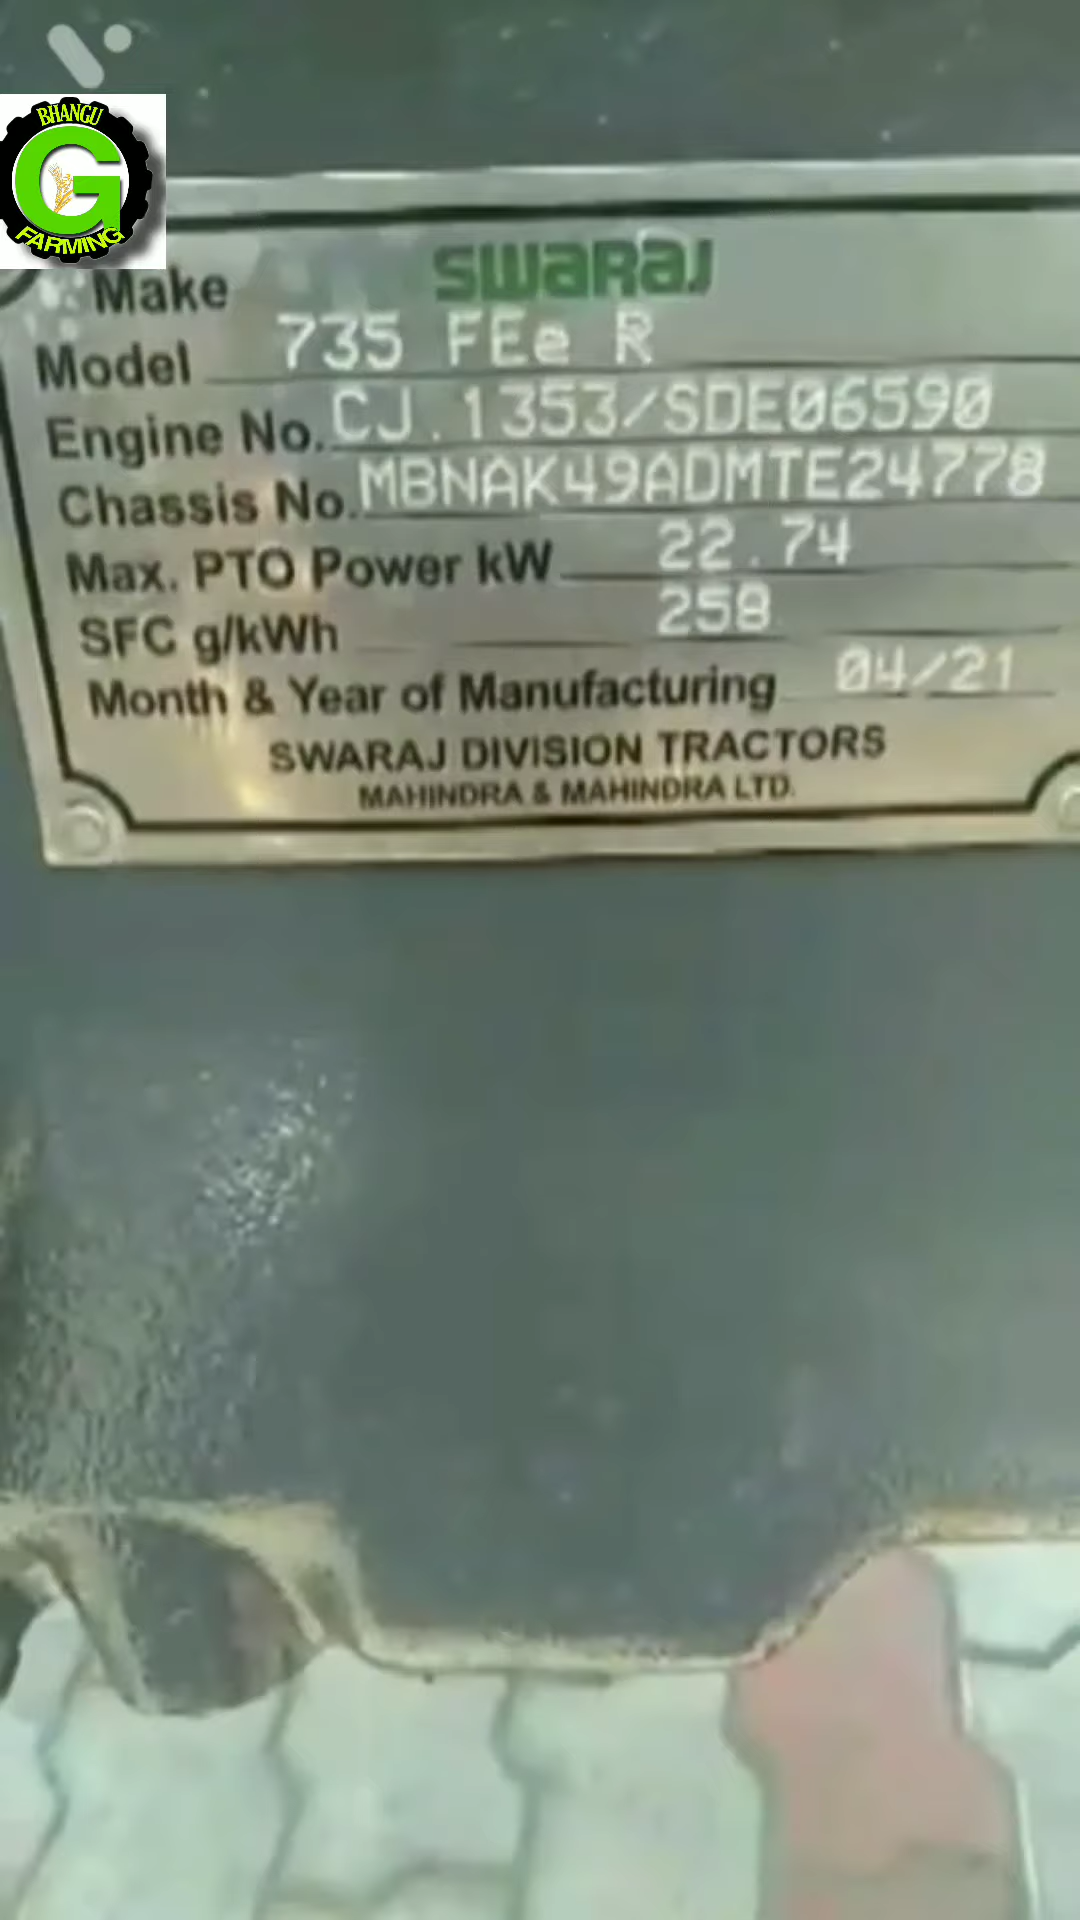 BHANGU
G
FARMING
Make SWARAJ
Model 735 FEe R
Engine No. CJ.1353/SDE06590
Chassis No. MBNAK49ADMTE24778
Max. PTO Power kW 22.74
SFC g/kWh 258
Month & Year of Manufacturing 04/21
SWARAJ DIVISION TRACTORS
MAHINDRA & MAHINDRA LTD.